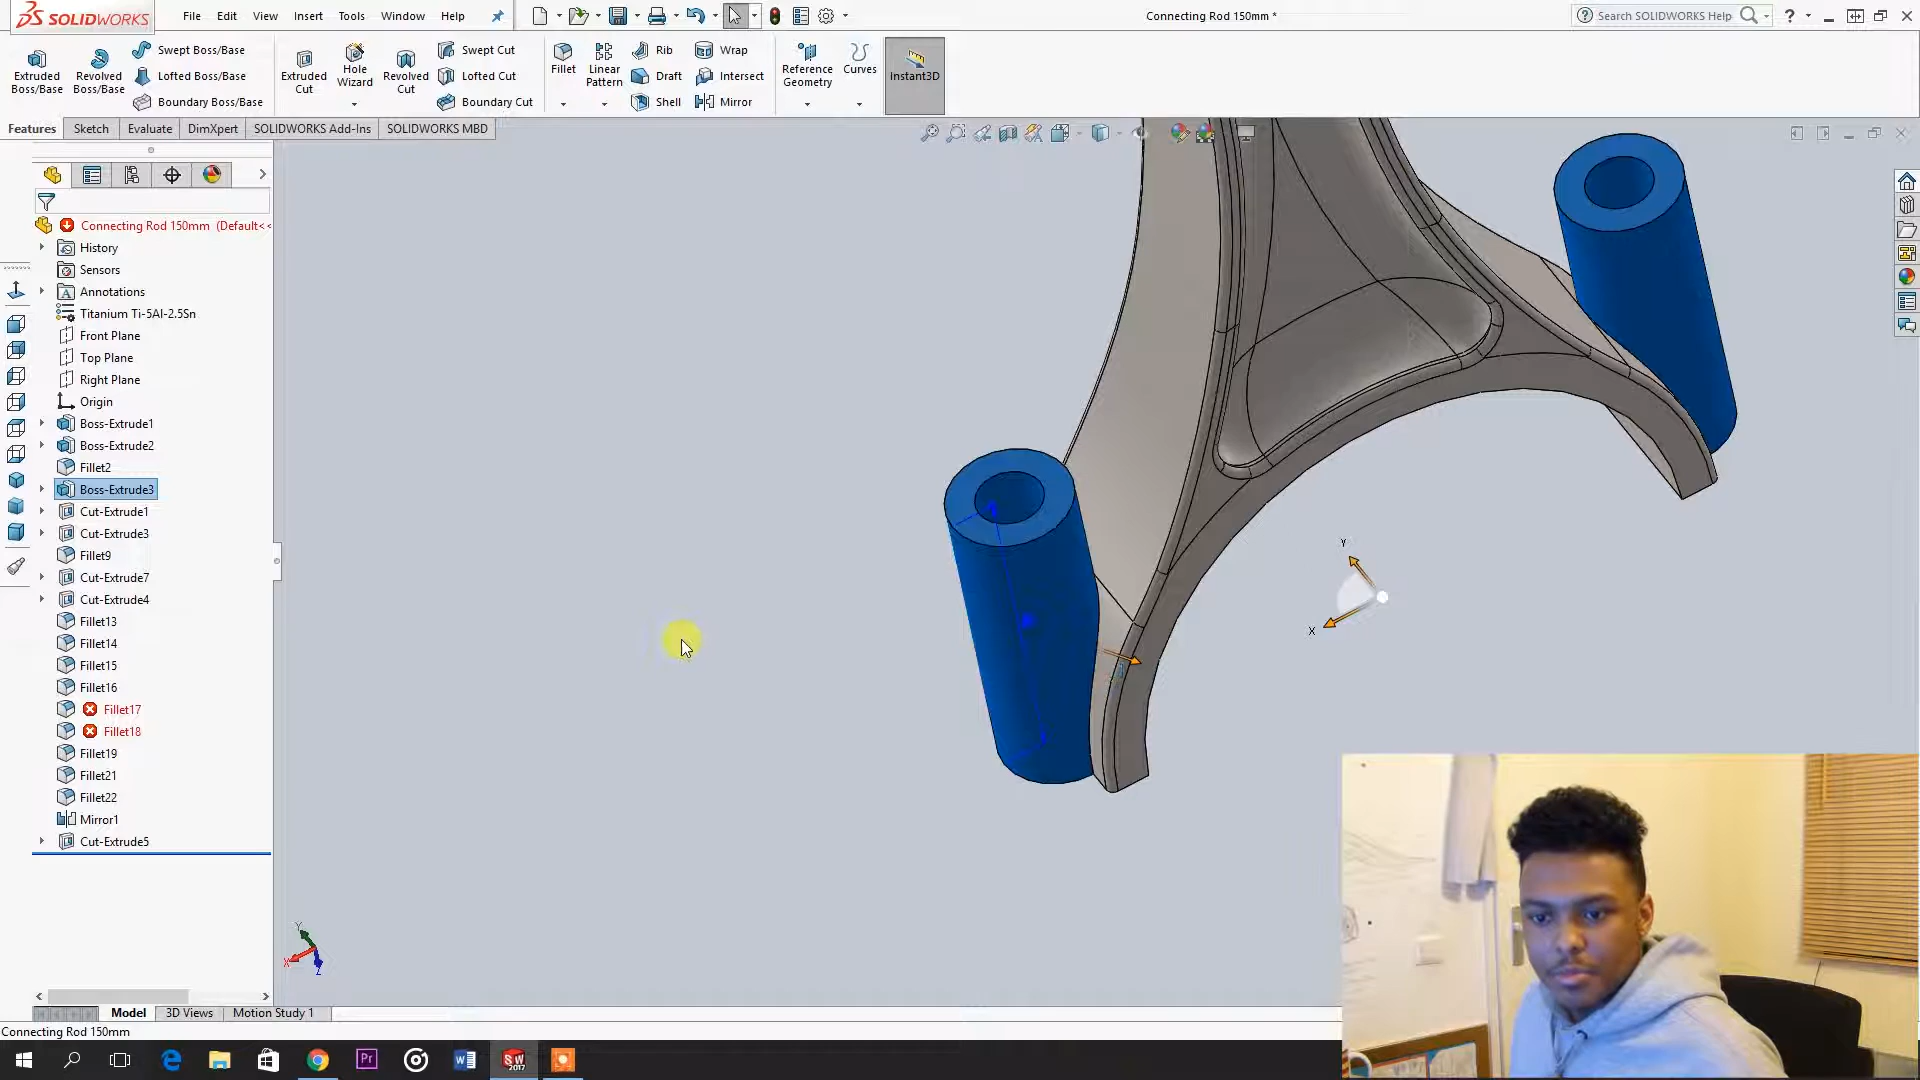 SOLIDWORKS File Edit View Insert Tools Window Help Connecting Rod 150mm * Search SOLIDWORKS Help
Extruded Boss/Base
Revolved Boss/Base
Swept Boss/Base
Lofted Boss/Base
Boundary Boss/Base
Extruded Cut
Hole Wizard
Revolved Cut
Swept Cut
Lofted Cut
Boundary Cut
Fillet
Linear Pattern
Rib
Draft
Shell
Wrap
Intersect
Mirror
Reference Geometry
Curves
Instant3D
Features Sketch Evaluate DimXpert SOLIDWORKS Add-Ins SOLIDWORKS MBD
Connecting Rod 150mm (Default<<
History
Sensors
Annotations
Titanium Ti-5Al-2.5Sn
Front Plane
Top Plane
Right Plane
Origin
Boss-Extrude1
Boss-Extrude2
Fillet2
Boss-Extrude3
Cut-Extrude1
Cut-Extrude3
Fillet9
Cut-Extrude7
Cut-Extrude4
Fillet13
Fillet14
Fillet15
Fillet16
Fillet17
Fillet18
Fillet19
Fillet21
Fillet22
Mirror1
Cut-Extrude5
Y
X
Y
X
Z
Model 3D Views Motion Study 1
Connecting Rod 150mm
Pr
SW
2017